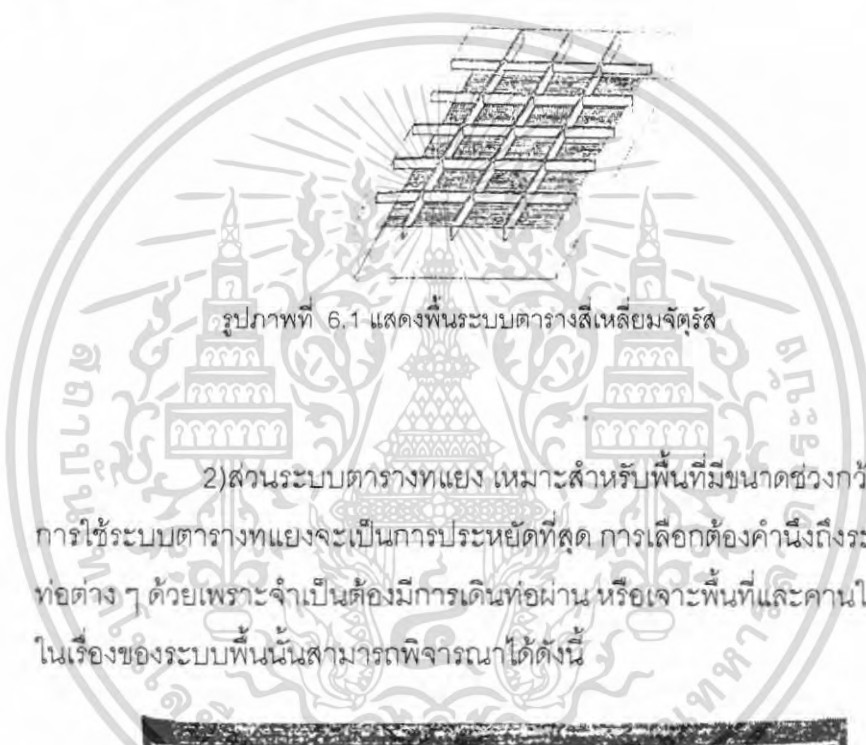 รูปภาพที่ 6.1 แสดงพื้นระบบตารางสี่เหลี่ยมจัตุรัส
2)ส่วนระบบตารางทแยง เหมาะสำหรับพื้นที่มีขนาดช่วงกว้
การใช้ระบบตารางทแยงจะเป็นการประหยัดที่สุด การเลือกต้องคำนึงถึงระ
ท่อต่าง ๆ ด้วยเพราะจำเป็นต้องมีการเดินท่อผ่าน หรือเจาะพื้นที่และคานไ
ในเรื่องของระบบพื้นนั้นสามารถพิจารณาได้ดังนี้